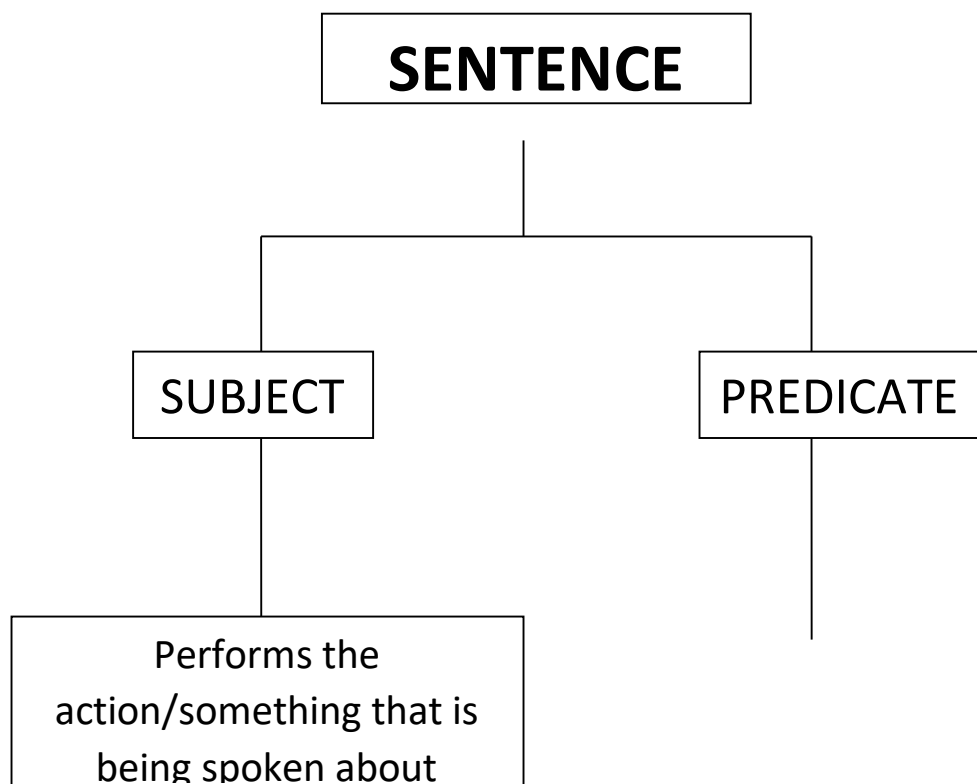 SENTENCE
SUBJECT
PREDICATE
Performs the
action/something that is
being spoken about